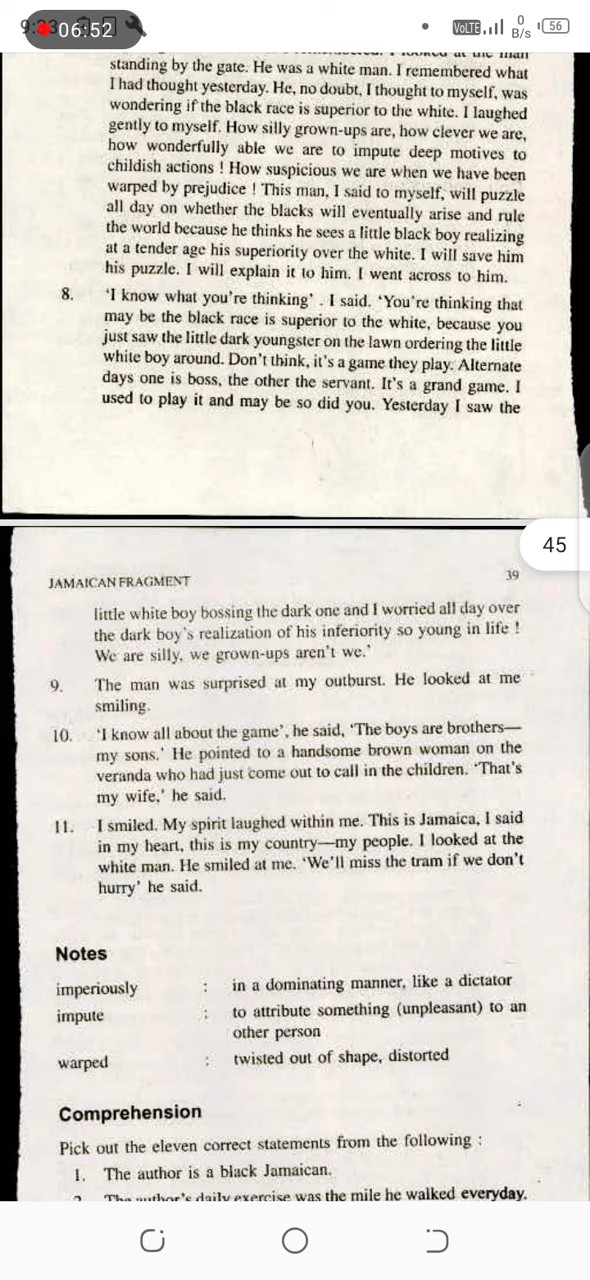 06:52
VoLTE
0
B/s
56
standing by the gate. He was a white man. I remembered what
I had thought yesterday. He, no doubt, I thought to myself, was
wondering if the black race is superior to the white. I laughed
gently to myself. How silly grown-ups are, how clever we are,
how wonderfully able we are to impute deep motives to
childish actions ! How suspicious we are when we have been
warped by prejudice ! This man, I said to myself, will puzzle
all day on whether the blacks will eventually arise and rule
the world because he thinks he sees a little black boy realizing
at a tender age his superiority over the white. I will save him
his puzzle. I will explain it to him. I went across to him.
8. 'I know what you're thinking' . I said. 'You're thinking that
may be the black race is superior to the white, because you
just saw the little dark youngster on the lawn ordering the little
white boy around. Don't think, it's a game they play. Alternate
days one is boss, the other the servant. It's a grand game. I
used to play it and may be so did you. Yesterday I saw the
45
JAMAICAN FRAGMENT 39
little white boy bossing the dark one and I worried all day over
the dark boy's realization of his inferiority so young in life !
We are silly, we grown-ups aren't we.'
9. The man was surprised at my outburst. He looked at me
smiling.
10. 'I know all about the game', he said, 'The boys are brothers—
my sons.' He pointed to a handsome brown woman on the
veranda who had just come out to call in the children. 'That's
my wife,' he said.
11. I smiled. My spirit laughed within me. This is Jamaica, I said
in my heart, this is my country—my people. I looked at the
white man. He smiled at me. 'We'll miss the tram if we don't
hurry' he said.
Notes
imperiously : in a dominating manner, like a dictator
impute : to attribute something (unpleasant) to an
other person
warped : twisted out of shape, distorted
Comprehension
Pick out the eleven correct statements from the following :
1. The author is a black Jamaican.
The author's daily exercise was the mile he walked everyday.